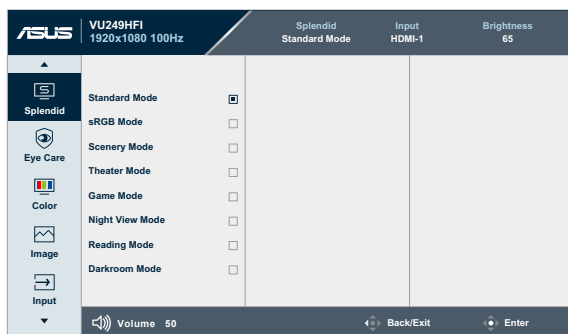 ASUS
VU249HFI
1920x1080 100Hz
Splendid
Standard Mode
Input
HDMI-1
Brightness
65
Splendid
Eye Care
Color
Image
Input
Standard Mode
sRGB Mode
Scenery Mode
Theater Mode
Game Mode
Night View Mode
Reading Mode
Darkroom Mode
Volume 50
Back/Exit
Enter